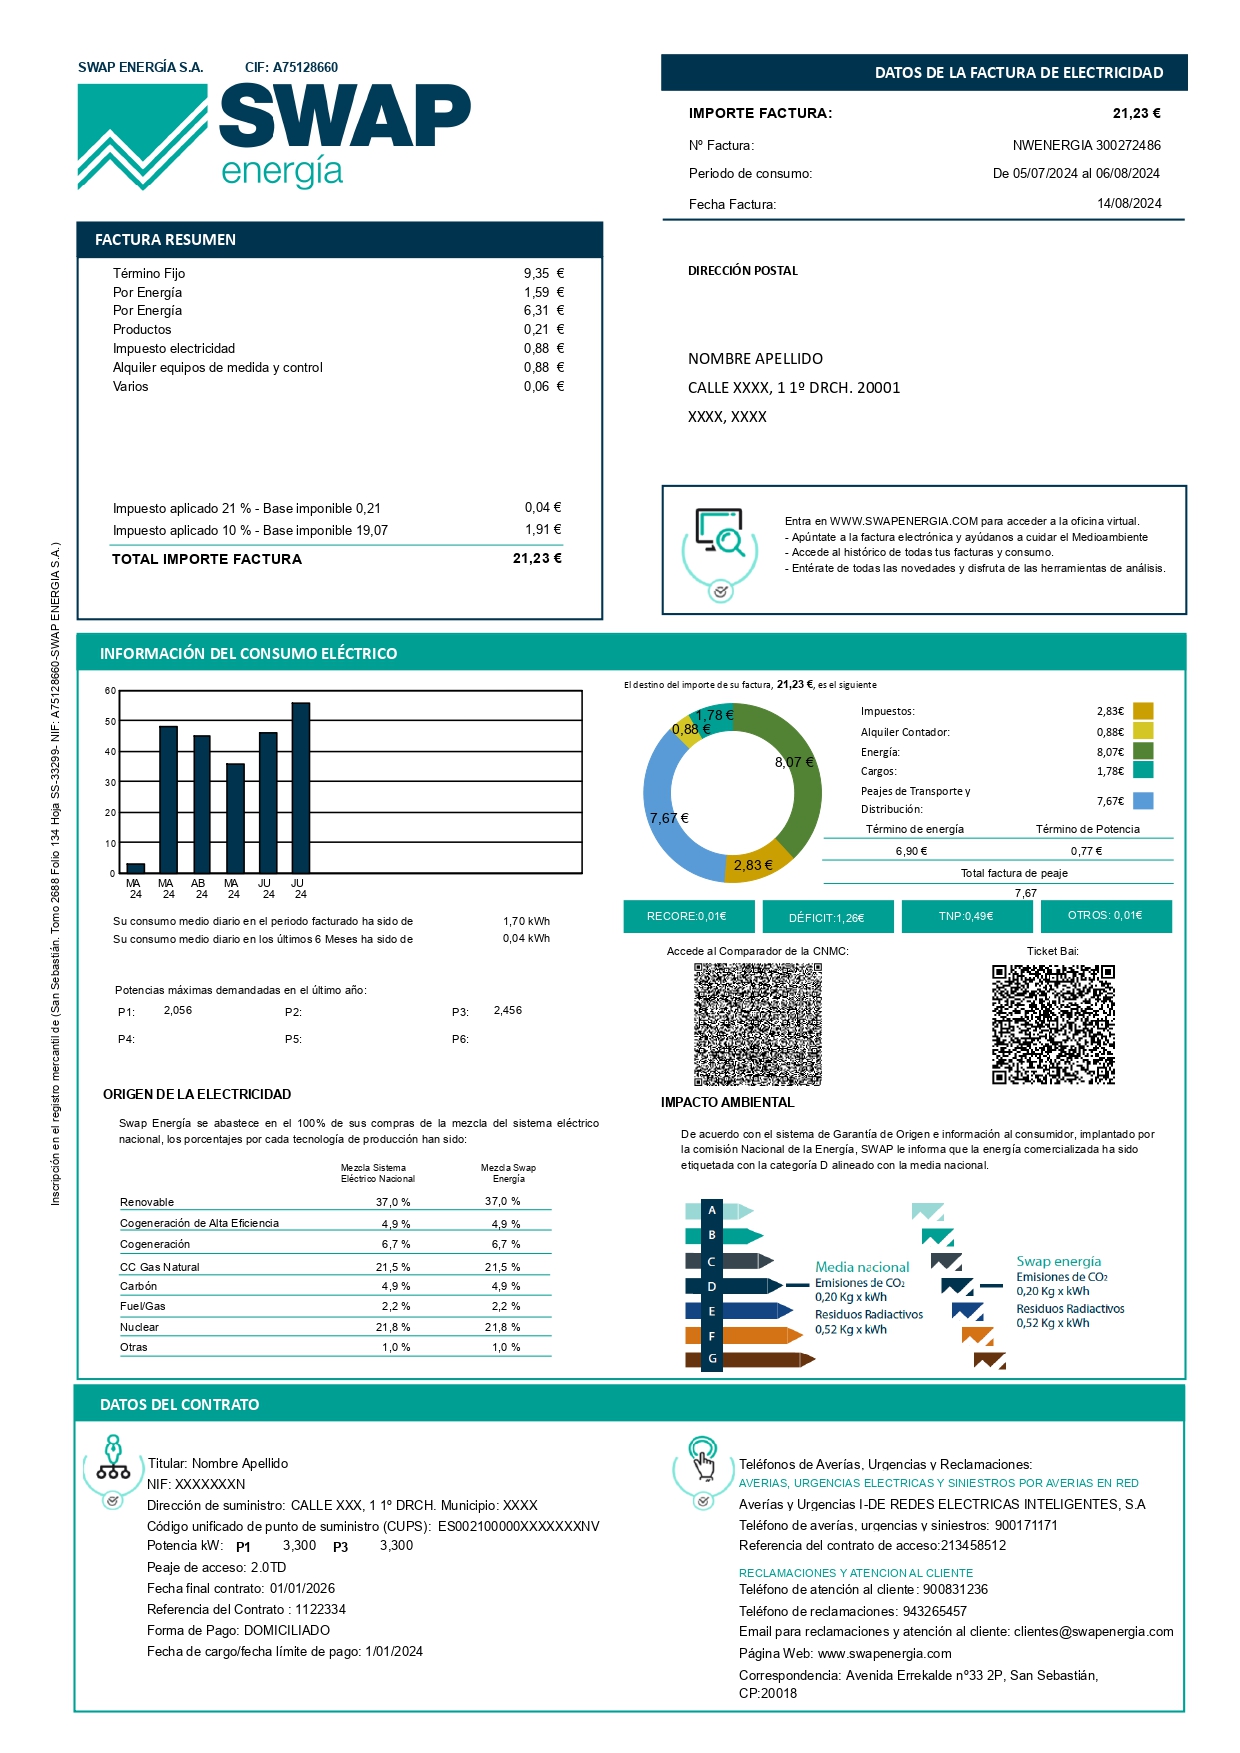 SWAP ENERGÍA S.A. CIF: A75128660
SWAP
energía
DATOS DE LA FACTURA DE ELECTRICIDAD
IMPORTE FACTURA: 21,23 €
Nº Factura: NWENERGIA 300272486
Periodo de consumo: De 05/07/2024 al 06/08/2024
Fecha Factura: 14/08/2024
FACTURA RESUMEN
Término Fijo 9,35 €
Por Energía 1,59 €
Por Energía 6,31 €
Productos 0,21 €
Impuesto electricidad 0,88 €
Alquiler equipos de medida y control 0,88 €
Varios 0,06 €
Impuesto aplicado 21 % - Base imponible 0,21 0,04 €
Impuesto aplicado 10 % - Base imponible 19,07 1,91 €
TOTAL IMPORTE FACTURA 21,23 €
DIRECCIÓN POSTAL
NOMBRE APELLIDO
CALLE XXXX, 1 1º DRCH. 20001
XXXX, XXXX
Entra en WWW.SWAPENERGIA.COM para acceder a la oficina virtual.
- Apúntate a la factura electrónica y ayúdanos a cuidar el Medioambiente
- Accede al histórico de todas tus facturas y consumo.
- Entérate de todas las novedades y disfruta de las herramientas de análisis.
Inscripción en el registro mercantil de (San Sebastián. Tomo 2688 Folio 134 Hoja SS-33299- NIF: A75128660-SWAP ENERGIA S.A.)
INFORMACIÓN DEL CONSUMO ELÉCTRICO
60
50
40
30
20
10
0
MA MA AB MA JU JU
24 24 24 24 24 24
Su consumo medio diario en el periodo facturado ha sido de 1,70 kWh
Su consumo medio diario en los últimos 6 Meses ha sido de 0,04 kWh
Potencias máximas demandadas en el último año:
P1: 2,056 P2: P3: 2,456
P4: P5: P6:
El destino del importe de su factura, 21,23 €, es el siguiente
1,78 €
0,88 €
8,07 €
7,67 €
2,83 €
Impuestos: 2,83€
Alquiler Contador: 0,88€
Energía: 8,07€
Cargos: 1,78€
Peajes de Transporte y
Distribución: 7,67€
Término de energía Término de Potencia
6,90 € 0,77 €
Total factura de peaje
7,67
RECORE:0,01€ DÉFICIT:1,26€ TNP:0,49€ OTROS: 0,01€
Accede al Comparador de la CNMC: Ticket Bai:
ORIGEN DE LA ELECTRICIDAD
Swap Energía se abastece en el 100% de sus compras de la mezcla del sistema eléctrico
nacional, los porcentajes por cada tecnología de producción han sido:
Mezcla Sistema Mezcla Swap
Eléctrico Nacional Energía
Renovable 37,0 % 37,0 %
Cogeneración de Alta Eficiencia 4,9 % 4,9 %
Cogeneración 6,7 % 6,7 %
CC Gas Natural 21,5 % 21,5 %
Carbón 4,9 % 4,9 %
Fuel/Gas 2,2 % 2,2 %
Nuclear 21,8 % 21,8 %
Otras 1,0 % 1,0 %
IMPACTO AMBIENTAL
De acuerdo con el sistema de Garantía de Origen e información al consumidor, implantado por
la comisión Nacional de la Energía, SWAP le informa que la energía comercializada ha sido
etiquetada con la categoría D alineado con la media nacional.
A
B
C
D
E
F
G
Media nacional
Emisiones de CO₂
0,20 Kg x kWh
Residuos Radiactivos
0,52 Kg x kWh
Swap energía
Emisiones de CO₂
0,20 Kg x kWh
Residuos Radiactivos
0,52 Kg x kWh
DATOS DEL CONTRATO
Titular: Nombre Apellido
NIF: XXXXXXXN
Dirección de suministro: CALLE XXX, 1 1º DRCH. Municipio: XXXX
Código unificado de punto de suministro (CUPS): ES002100000XXXXXXXNV
Potencia kW: P1 3,300 P3 3,300
Peaje de acceso: 2.0TD
Fecha final contrato: 01/01/2026
Referencia del Contrato : 1122334
Forma de Pago: DOMICILIADO
Fecha de cargo/fecha límite de pago: 1/01/2024
Teléfonos de Averías, Urgencias y Reclamaciones:
AVERIAS, URGENCIAS ELECTRICAS Y SINIESTROS POR AVERIAS EN RED
Averías y Urgencias I-DE REDES ELECTRICAS INTELIGENTES, S.A
Teléfono de averías, urgencias y siniestros: 900171171
Referencia del contrato de acceso:213458512
RECLAMACIONES Y ATENCION AL CLIENTE
Teléfono de atención al cliente: 900831236
Teléfono de reclamaciones: 943265457
Email para reclamaciones y atención al cliente: clientes@swapenergia.com
Página Web: www.swapenergia.com
Correspondencia: Avenida Errekalde nº33 2P, San Sebastián,
CP:20018